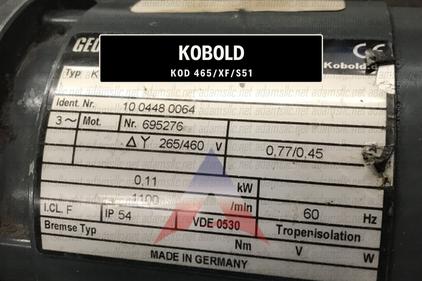 GEO
KOBOLD
KOD 465/XF/S51
CE
Kobold.d
Typ K
Ident. Nr. 10 0448 0064
3~ Mot. Nr. 695276
Δ Y 265/460 V 0,77/0,45
0,11 kW
1100 /min 60 Hz
I.CL F IP 54 VDE 0530 Tropenisolation
Bremse Typ Nm V W
MADE IN GERMANY